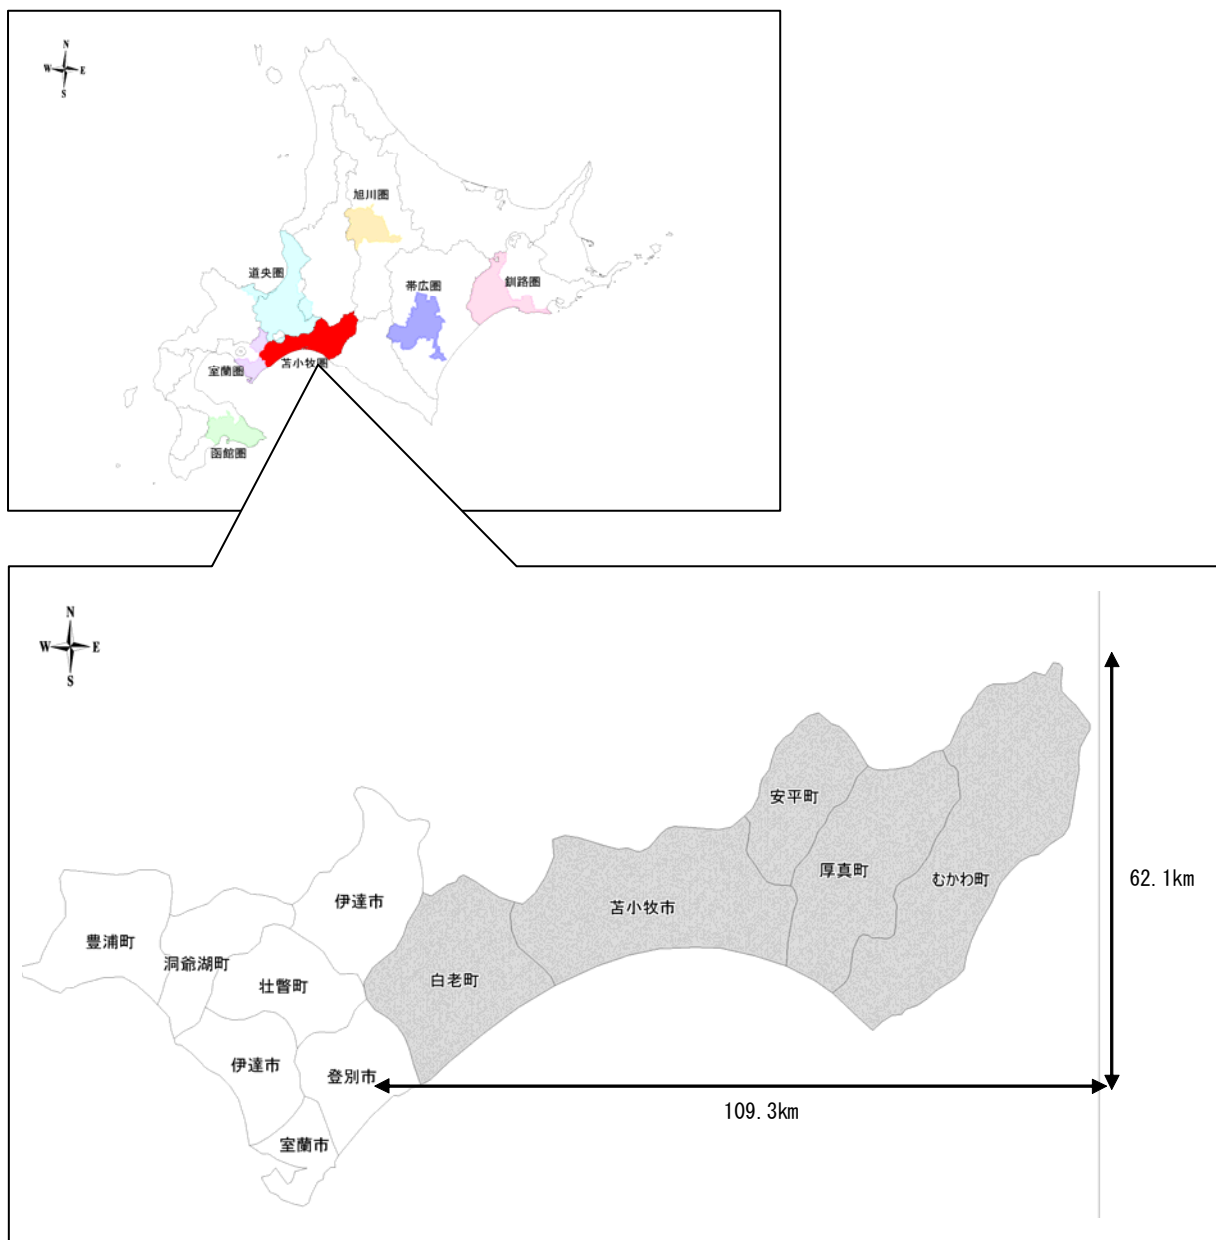 N
W E
S
旭川圏
道央圏
釧路圏
帯広圏
室蘭圏
苫小牧圏
函館圏
N
W E
S
安平町
厚真町
むかわ町
62.1km
伊達市
苫小牧市
豊浦町
洞爺湖町
白老町
壮瞥町
伊達市
登別市
109.3km
室蘭市